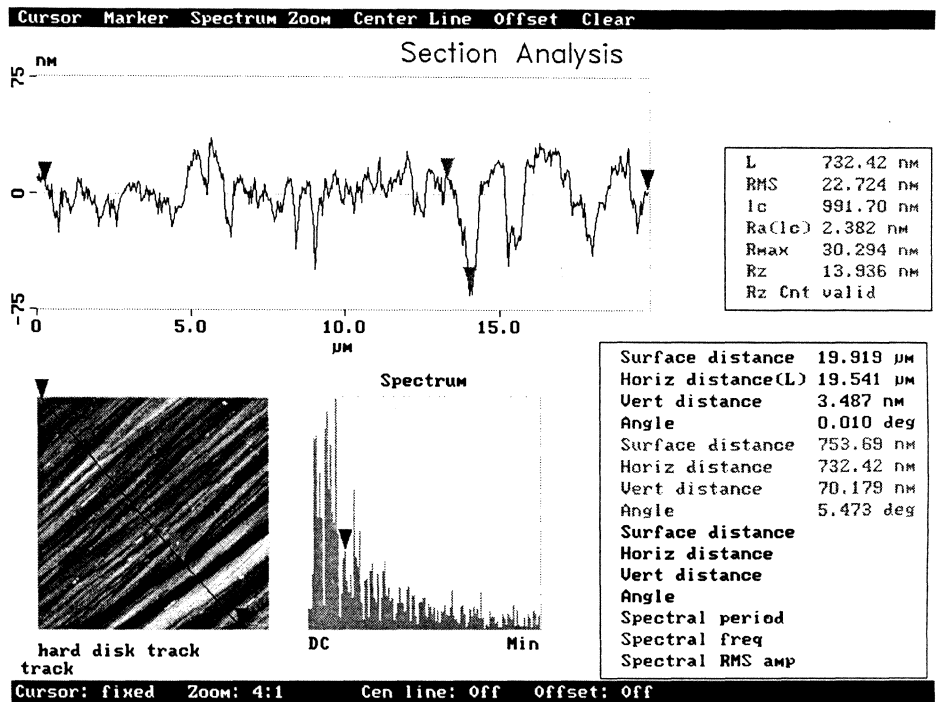 Cursor Marker Spectrum Zoom Center Line Offset Clear
Section Analysis
nm
75
0
-75
0 5.0 10.0 15.0
µm
L 732.42 nm
RMS 22.724 nm
lc 991.70 nm
Ra(lc) 2.382 nm
Rmax 30.294 nm
Rz 13.936 nm
Rz Cnt valid
Spectrum
DC Min
hard disk track
track
Surface distance 19.919 µm
Horiz distance(L) 19.541 µm
Vert distance 3.487 nm
Angle 0.010 deg
Surface distance 753.69 nm
Horiz distance 732.42 nm
Vert distance 70.179 nm
Angle 5.473 deg
Surface distance
Horiz distance
Vert distance
Angle
Spectral period
Spectral freq
Spectral RMS amp
Cursor: fixed Zoom: 4:1 Cen line: Off Offset: Off